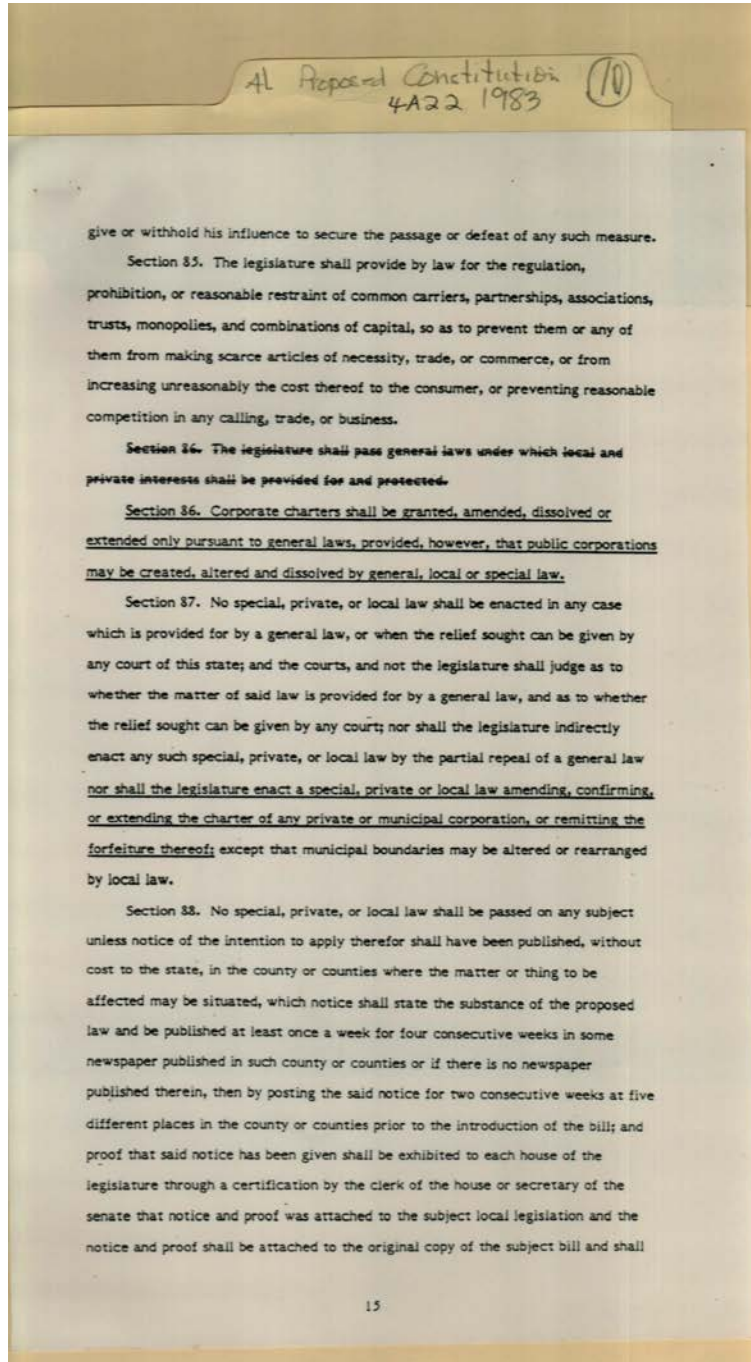 AL Proposed Constitution 10
4A22 1983
give or withhold his influence to secure the passage or defeat of any such measure.
Section 85. The legislature shall provide by law for the regulation,
prohibition, or reasonable restraint of common carriers, partnerships, associations,
trusts, monopolies, and combinations of capital, so as to prevent them or any of
them from making scarce articles of necessity, trade, or commerce, or from
increasing unreasonably the cost thereof to the consumer, or preventing reasonable
competition in any calling, trade, or business.
Section 86. The legislature shall pass general laws under which local and
private interests shall be provided for and protected.
Section 86. Corporate charters shall be granted, amended, dissolved or
extended only pursuant to general laws, provided, however, that public corporations
may be created, altered and dissolved by general, local or special law.
Section 87. No special, private, or local law shall be enacted in any case
which is provided for by a general law, or when the relief sought can be given by
any court of this state; and the courts, and not the legislature shall judge as to
whether the matter of said law is provided for by a general law, and as to whether
the relief sought can be given by any court; nor shall the legislature indirectly
enact any such special, private, or local law by the partial repeal of a general law
nor shall the legislature enact a special, private or local law amending, confirming,
or extending the charter of any private or municipal corporation, or remitting the
forfeiture thereof; except that municipal boundaries may be altered or rearranged
by local law.
Section 88. No special, private, or local law shall be passed on any subject
unless notice of the intention to apply therefor shall have been published, without
cost to the state, in the county or counties where the matter or thing to be
affected may be situated, which notice shall state the substance of the proposed
law and be published at least once a week for four consecutive weeks in some
newspaper published in such county or counties or if there is no newspaper
published therein, then by posting the said notice for two consecutive weeks at five
different places in the county or counties prior to the introduction of the bill; and
proof that said notice has been given shall be exhibited to each house of the
legislature through a certification by the clerk of the house or secretary of the
senate that notice and proof was attached to the subject local legislation and the
notice and proof shall be attached to the original copy of the subject bill and shall
15